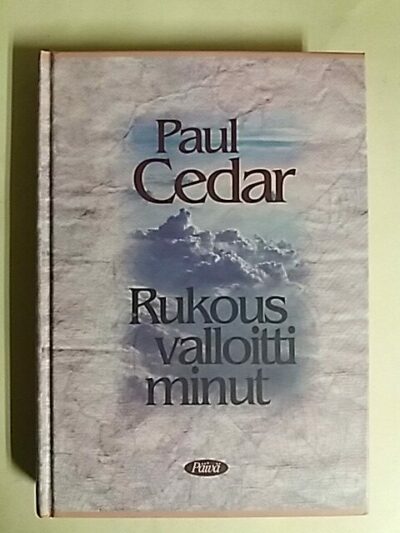 Paul
Cedar
Rukous
valloitti
minut
Päivä